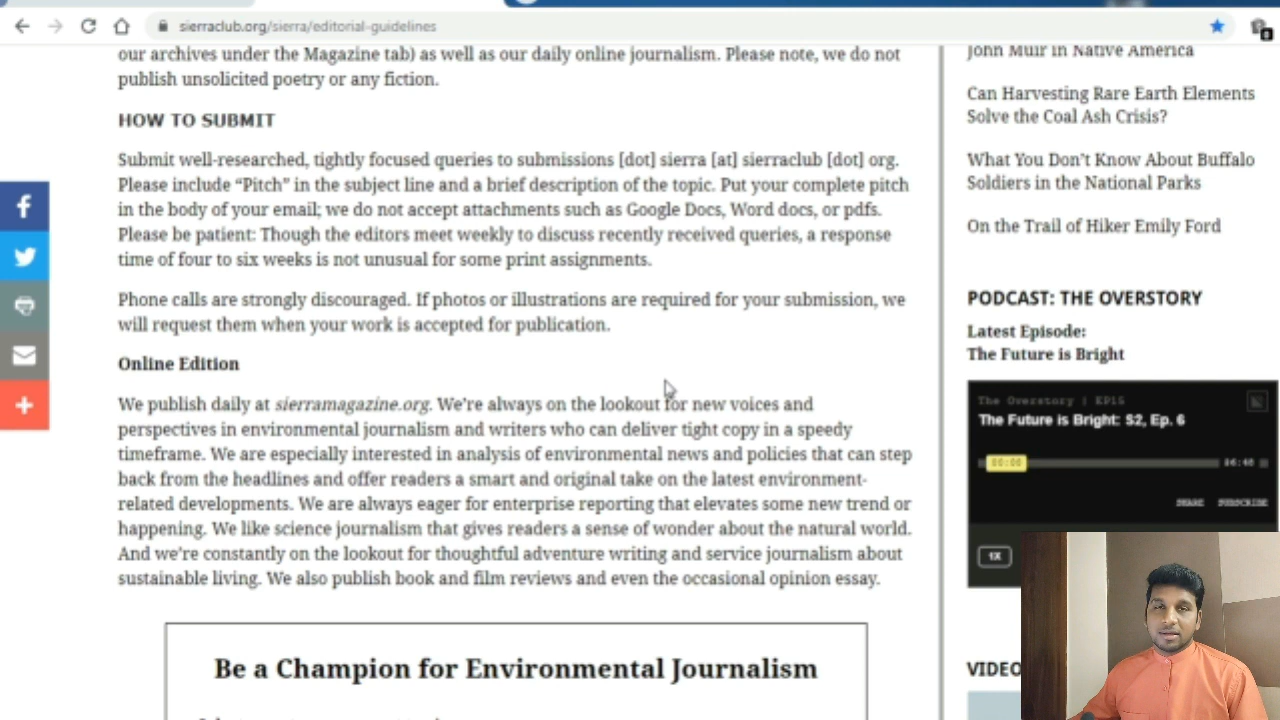 sierraclub.org/sierra/editorial-guidelines
our archives under the Magazine tab) as well as our daily online journalism. Please note, we do not
publish unsolicited poetry or any fiction.
HOW TO SUBMIT
Submit well-researched, tightly focused queries to submissions [dot] sierra [at] sierraclub [dot] org.
Please include “Pitch” in the subject line and a brief description of the topic. Put your complete pitch
in the body of your email; we do not accept attachments such as Google Docs, Word docs, or pdfs.
Please be patient: Though the editors meet weekly to discuss recently received queries, a response
time of four to six weeks is not unusual for some print assignments.
Phone calls are strongly discouraged. If photos or illustrations are required for your submission, we
will request them when your work is accepted for publication.
Online Edition
We publish daily at sierramagazine.org. We’re always on the lookout for new voices and
perspectives in environmental journalism and writers who can deliver tight copy in a speedy
timeframe. We are especially interested in analysis of environmental news and policies that can step
back from the headlines and offer readers a smart and original take on the latest environment-
related developments. We are always eager for enterprise reporting that elevates some new trend or
happening. We like science journalism that gives readers a sense of wonder about the natural world.
And we’re constantly on the lookout for thoughtful adventure writing and service journalism about
sustainable living. We also publish book and film reviews and even the occasional opinion essay.
Be a Champion for Environmental Journalism
John Muir in Native America
Can Harvesting Rare Earth Elements
Solve the Coal Ash Crisis?
What You Don’t Know About Buffalo
Soldiers in the National Parks
On the Trail of Hiker Emily Ford
PODCAST: THE OVERSTORY
Latest Episode:
The Future is Bright
The Overstory | EP15
The Future is Bright: S2, Ep. 6
00:00
SHARE SUBSCRIBE
1X
VIDEO